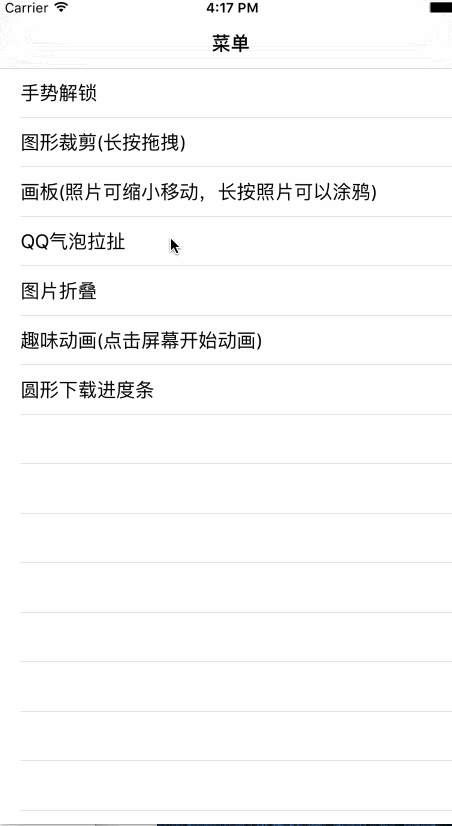 Carrier 4:17 PM
菜单
手势解锁
图形裁剪(长按拖拽)
画板(照片可缩小移动，长按照片可以涂鸦)
QQ气泡拉扯
图片折叠
趣味动画(点击屏幕开始动画)
圆形下载进度条